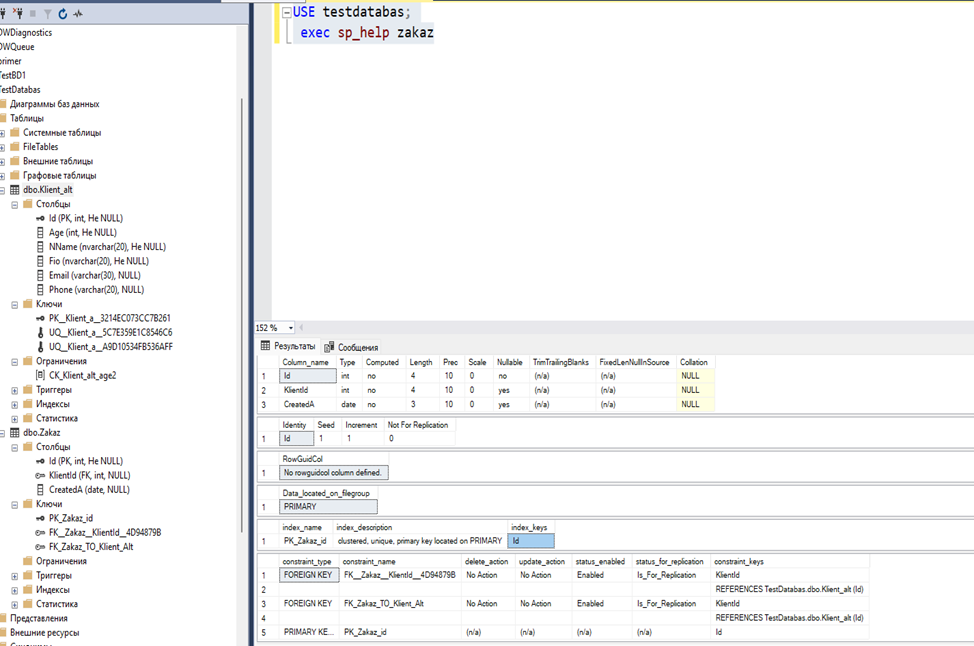 DWDiagnostics
DWQueue
primer
TestBD1
TestDatabas
Диаграммы баз данных
Таблицы
Системные таблицы
FileTables
Внешние таблицы
Графовые таблицы
dbo.Klient_alt
Столбцы
Id (PK, int, Не NULL)
Age (int, Не NULL)
NName (nvarchar(20), Не NULL)
Fio (nvarchar(20), Не NULL)
Email (varchar(30), NULL)
Phone (varchar(20), NULL)
Ключи
PK__Klient_a__3214EC073CC7B261
UQ__Klient_a__5C7E359E1C8546C6
UQ__Klient_a__A9D10534FB536AFF
Ограничения
CK_Klient_alt_age2
Триггеры
Индексы
Статистика
dbo.Zakaz
Столбцы
Id (PK, int, Не NULL)
KlientId (FK, int, NULL)
CreatedA (date, NULL)
Ключи
PK_Zakaz_id
FK__Zakaz__KlientId__4D94879B
FK_Zakaz_TO_Klient_Alt
Ограничения
Триггеры
Индексы
Статистика
Представления
Внешние ресурсы
USE testdatabas;
exec sp_help zakaz
152 %
Результаты Сообщения
Column_name Type Computed Length Prec Scale Nullable TrimTrailingBlanks FixedLenNullInSource Collation
1 Id int no 4 10 0 no (n/a) (n/a) NULL
2 KlientId int no 4 10 0 yes (n/a) (n/a) NULL
3 CreatedA date no 3 10 0 yes (n/a) (n/a) NULL
Identity Seed Increment Not For Replication
1 Id 1 1 0
RowGuidCol
1 No rowguidcol column defined.
Data_located_on_filegroup
1 PRIMARY
index_name index_description index_keys
1 PK_Zakaz_id clustered, unique, primary key located on PRIMARY Id
constraint_type constraint_name delete_action update_action status_enabled status_for_replication constraint_keys
1 FOREIGN KEY FK__Zakaz__KlientId__4D94879B No Action No Action Enabled Is_For_Replication KlientId
2 REFERENCES TestDatabas.dbo.Klient_alt (Id)
3 FOREIGN KEY FK_Zakaz_TO_Klient_Alt No Action No Action Enabled Is_For_Replication KlientId
4 REFERENCES TestDatabas.dbo.Klient_alt (Id)
5 PRIMARY KE... PK_Zakaz_id (n/a) (n/a) (n/a) (n/a) Id